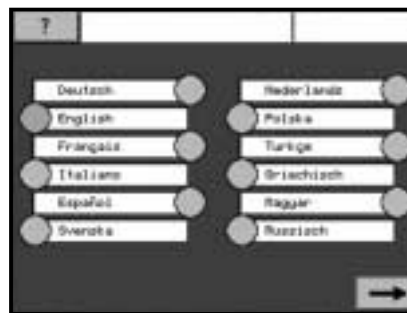 ?
Deutsch
English
Français
Italiano
Español
Svenska
Nederlands
Polska
Turkçe
Griechisch
Magyar
Russisch